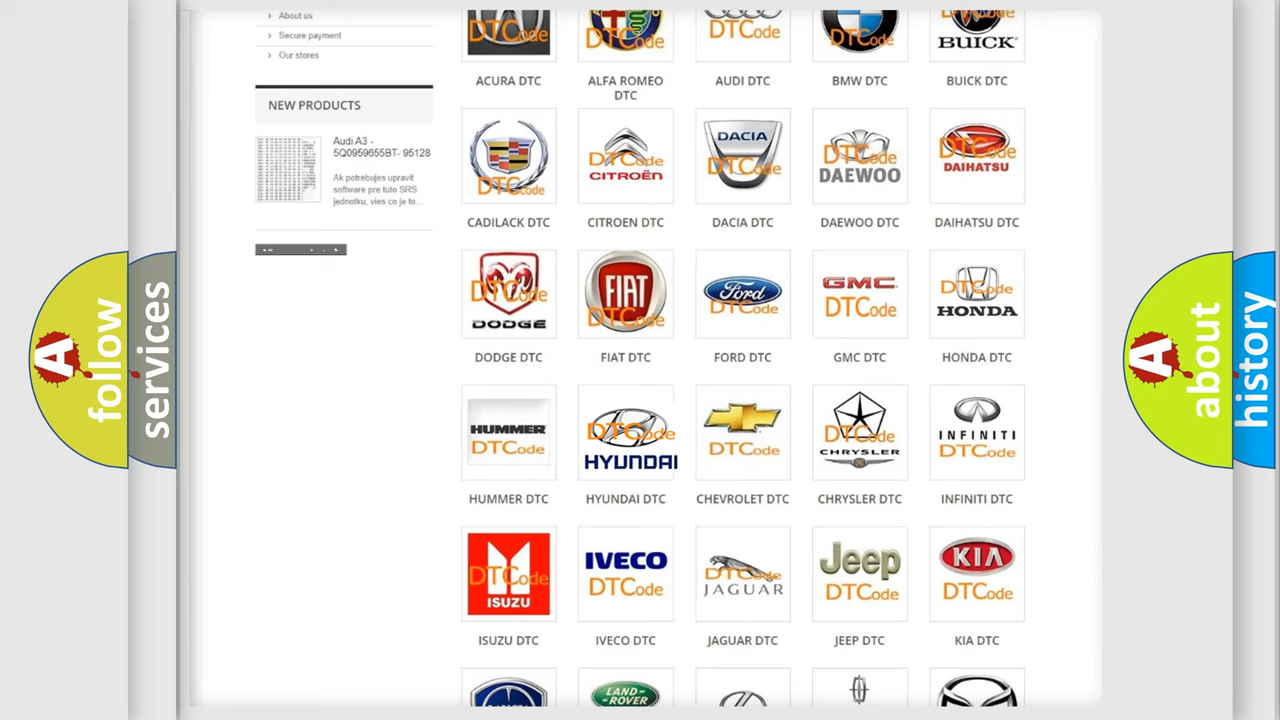 About us
Secure payment
Our stores
NEW PRODUCTS
Audi A3 -
5Q0959655BT- 95128
Ak potrebujes upravit
software pre tuto SRS
jednotku, vies co je to...
DTCode
DTCode
DTCode
DTCode
BUICK
ACURA DTC
ALFA ROMEO
DTC
AUDI DTC
BMW DTC
BUICK DTC
DTCode
DTCode
CITROËN
DACIA
DTCode
DTCode
DAEWOO
DTCode
DAIHATSU
CADILACK DTC
CITROEN DTC
DACIA DTC
DAEWOO DTC
DAIHATSU DTC
DTCode
DODGE
FIAT
DTCode
Ford
DTCode
GMC
DTCode
DTCode
HONDA
DODGE DTC
FIAT DTC
FORD DTC
GMC DTC
HONDA DTC
HUMMER
DTCode
DTCode
HYUNDAI
DTCode
DTCode
CHRYSLER
INFINITI
DTCode
HUMMER DTC
HYUNDAI DTC
CHEVROLET DTC
CHRYSLER DTC
INFINITI DTC
DTCode
ISUZU
IVECO
DTCode
DTCode
JAGUAR
Jeep
DTCode
KIA
DTCode
ISUZU DTC
IVECO DTC
JAGUAR DTC
JEEP DTC
KIA DTC
LAND-
ROVER
A
follow
services
A
about
history